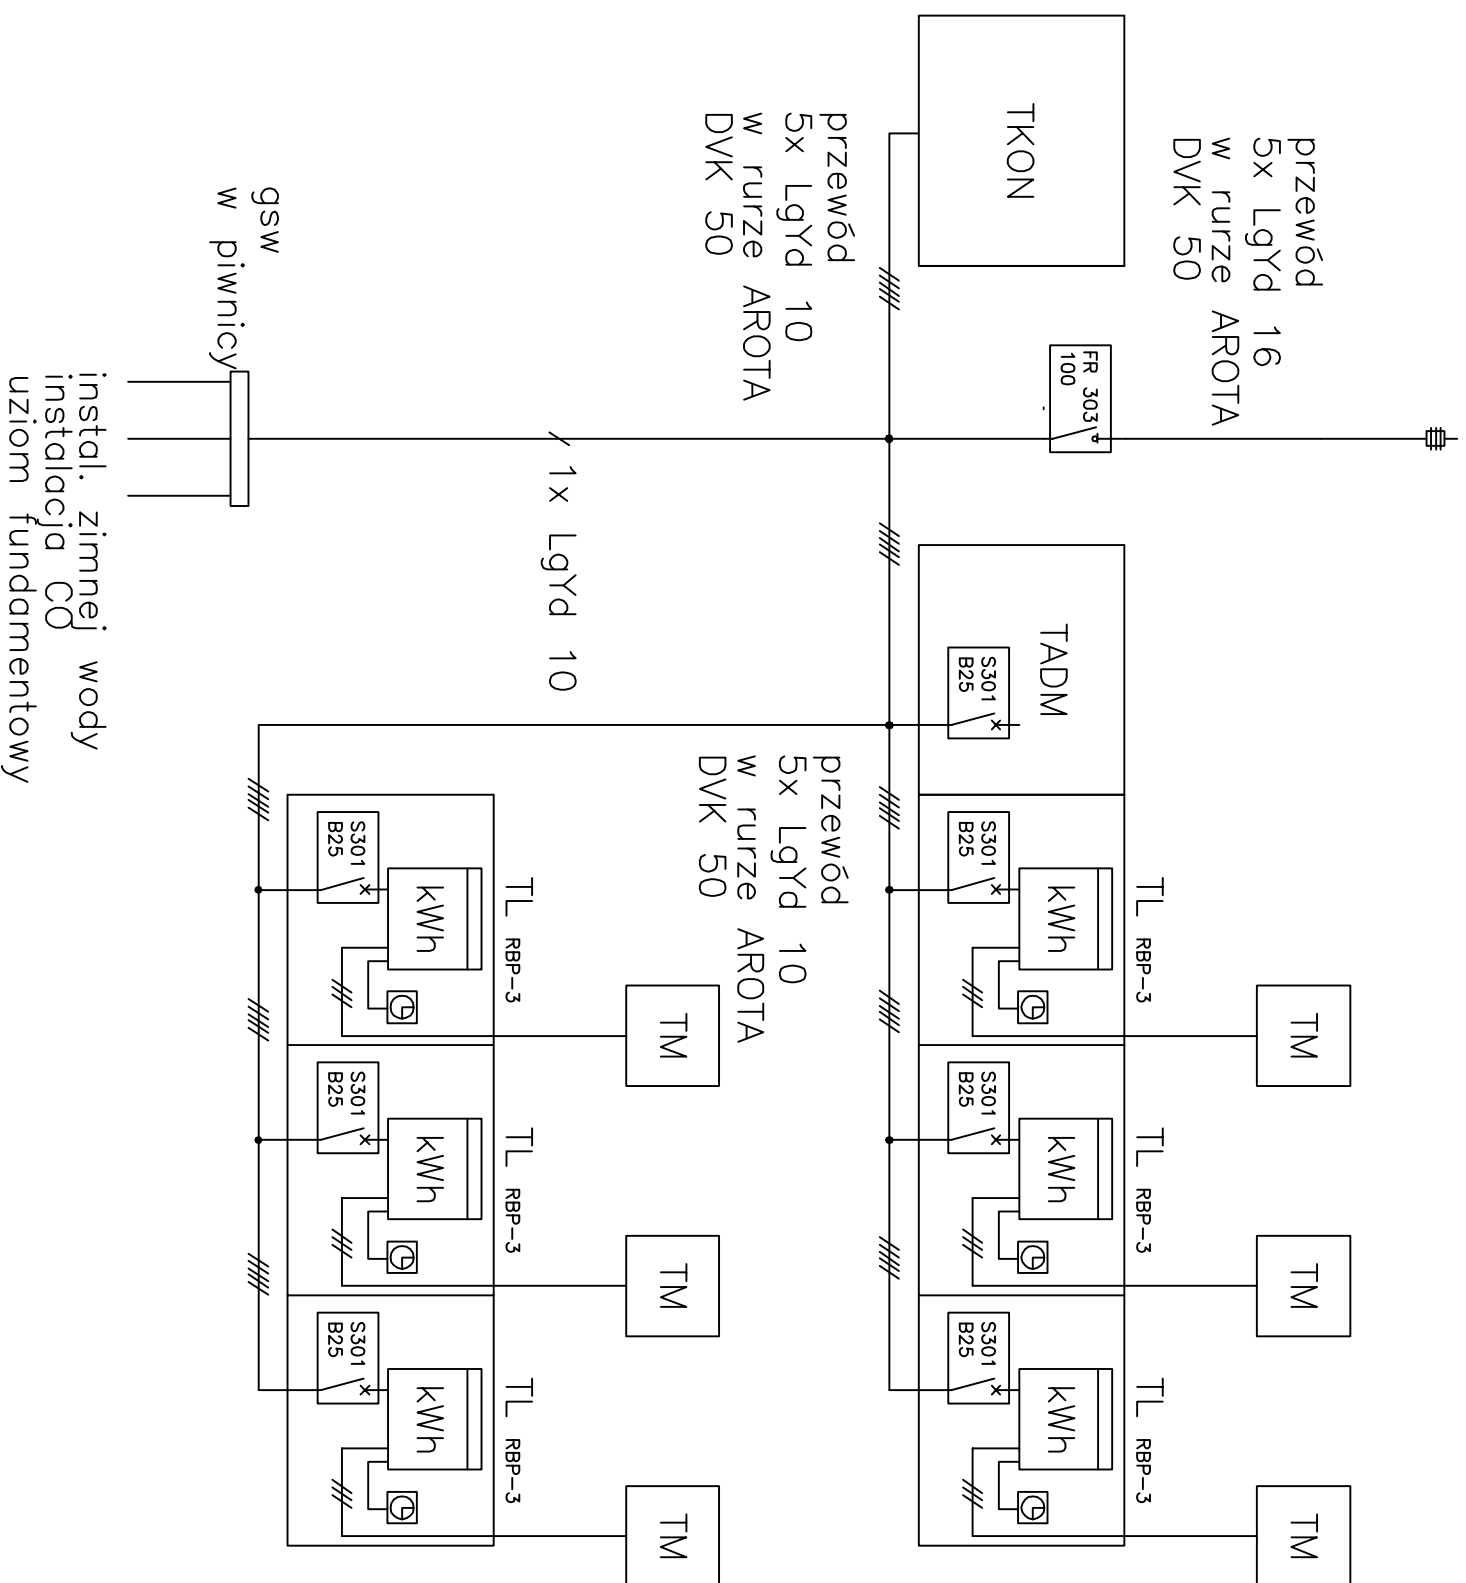 przewód
5x LgYd 16
w rurze AROTA
DVK 50
TKON
FR 303
100
przewód
5x LgYd 10
w rurze AROTA
DVK 50
gsw
w piwnicy
instal. zimnej wody
instalacja CO
uziom fundamentowy
1x LgYd 10
TADM
S301
B25
przewód
5x LgYd 10
w rurze AROTA
DVK 50
TM
TL RBP-3
kWh
S301
B25
TM
TL RBP-3
kWh
S301
B25
TM
TL RBP-3
kWh
S301
B25
TM
TL RBP-3
kWh
S301
B25
TM
TL RBP-3
kWh
S301
B25
TM
TL RBP-3
kWh
S301
B25